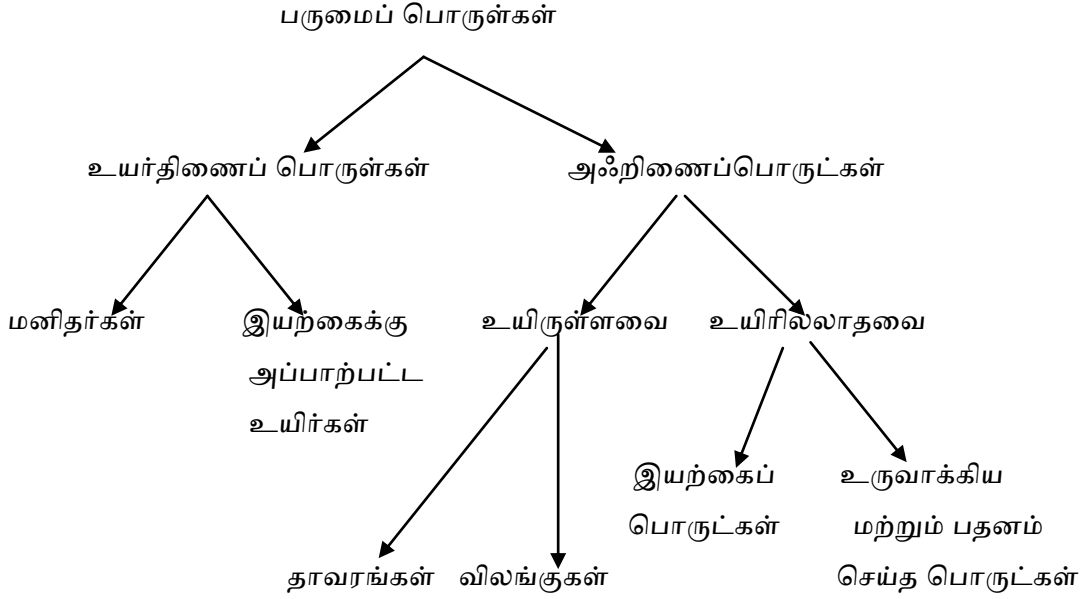 பருமைப் பொருள்கள்
உயர்திணைப் பொருள்கள் அஃறிணைப்பொருட்கள்
மனிதர்கள் இயற்கைக்கு உயிருள்ளவை உயிரில்லாதவை
அப்பாற்பட்ட
உயிர்கள்
இயற்கைப் உருவாக்கிய
பொருட்கள் மற்றும் பதனம்
தாவரங்கள் விலங்குகள் செய்த பொருட்கள்